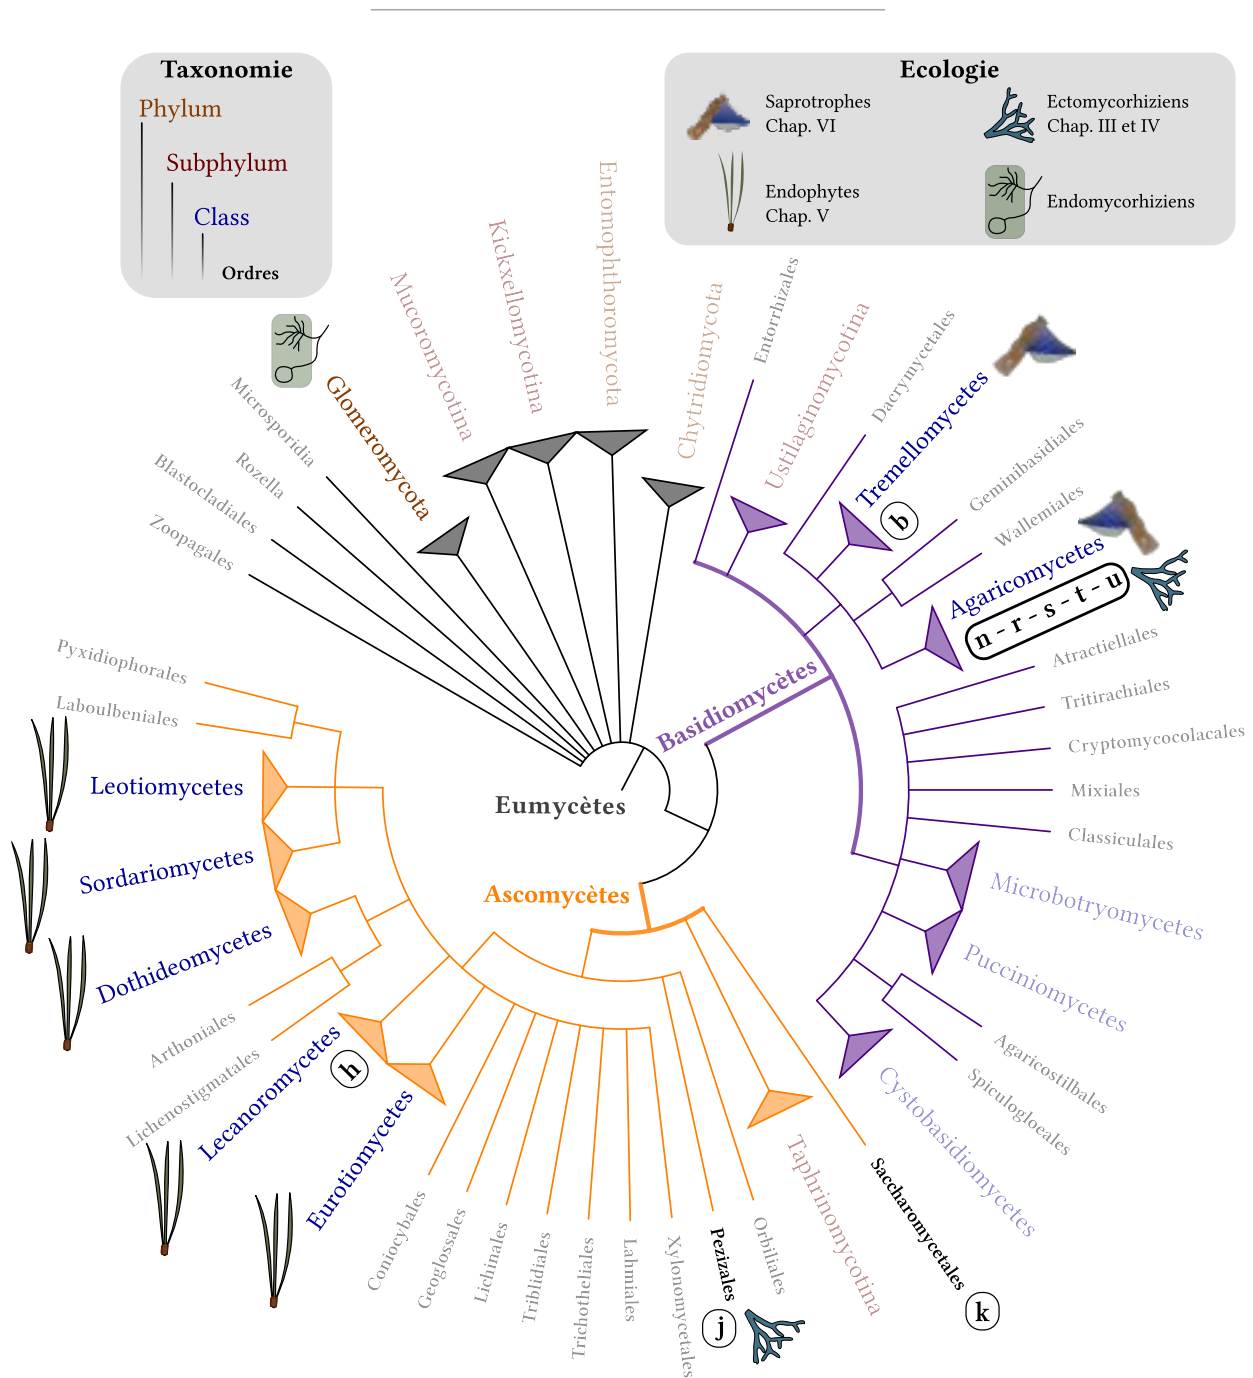 Taxonomie
Phylum
Subphylum
Class
Ordres
Ecologie
Saprotrophes
Chap. VI
Ectomycorhiziens
Chap. III et IV
Endophytes
Chap. V
Endomycorhiziens
Zoopagales
Blastocladiales
Rozella
Microsporidia
Glomeromycota
Mucoromycotina
Kickxellomycotina
Entomophthoromycota
Chytridiomycota
Entorrhizales
Ustilaginomycotina
Dacrymycetales
Tremellomycetes
b
Geminibasidiales
Wallemiales
Agaricomycetes
n - r - s - t - u
Atractiellales
Tritirachiales
Cryptomycocolacales
Mixiales
Classiculales
Microbotryomycetes
Pucciniomycetes
Agaricostilbales
Spiculogloeales
Cystobasidiomycetes
Basidiomycètes
Eumycètes
Ascomycètes
Saccharomycetales
k
Taphrinomycotina
Orbiliales
Pezizales
j
Xylonomycetales
Lahmiales
Trichotheliales
Triblidiales
Lichinales
Geoglossales
Coniocybales
Eurotiomycetes
Lecanoromycetes
h
Lichenostigmatales
Arthoniales
Dothideomycetes
Sordariomycetes
Leotiomycetes
Laboulbeniales
Pyxidiophorales